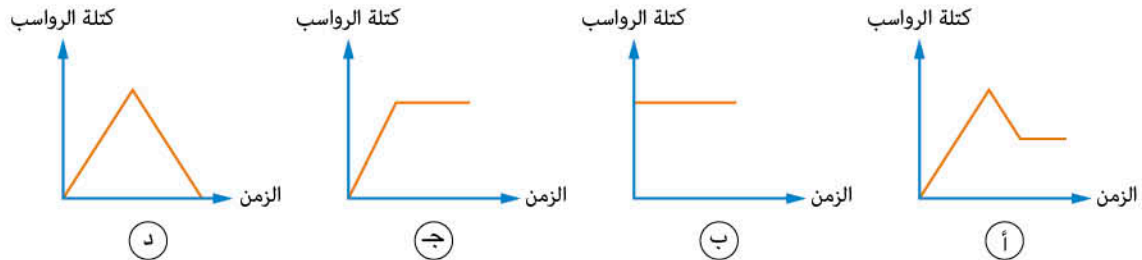 كتلة الرواسب كتلة الرواسب كتلة الرواسب كتلة الرواسب
الزمن الزمن الزمن الزمن
أ ب جـ د